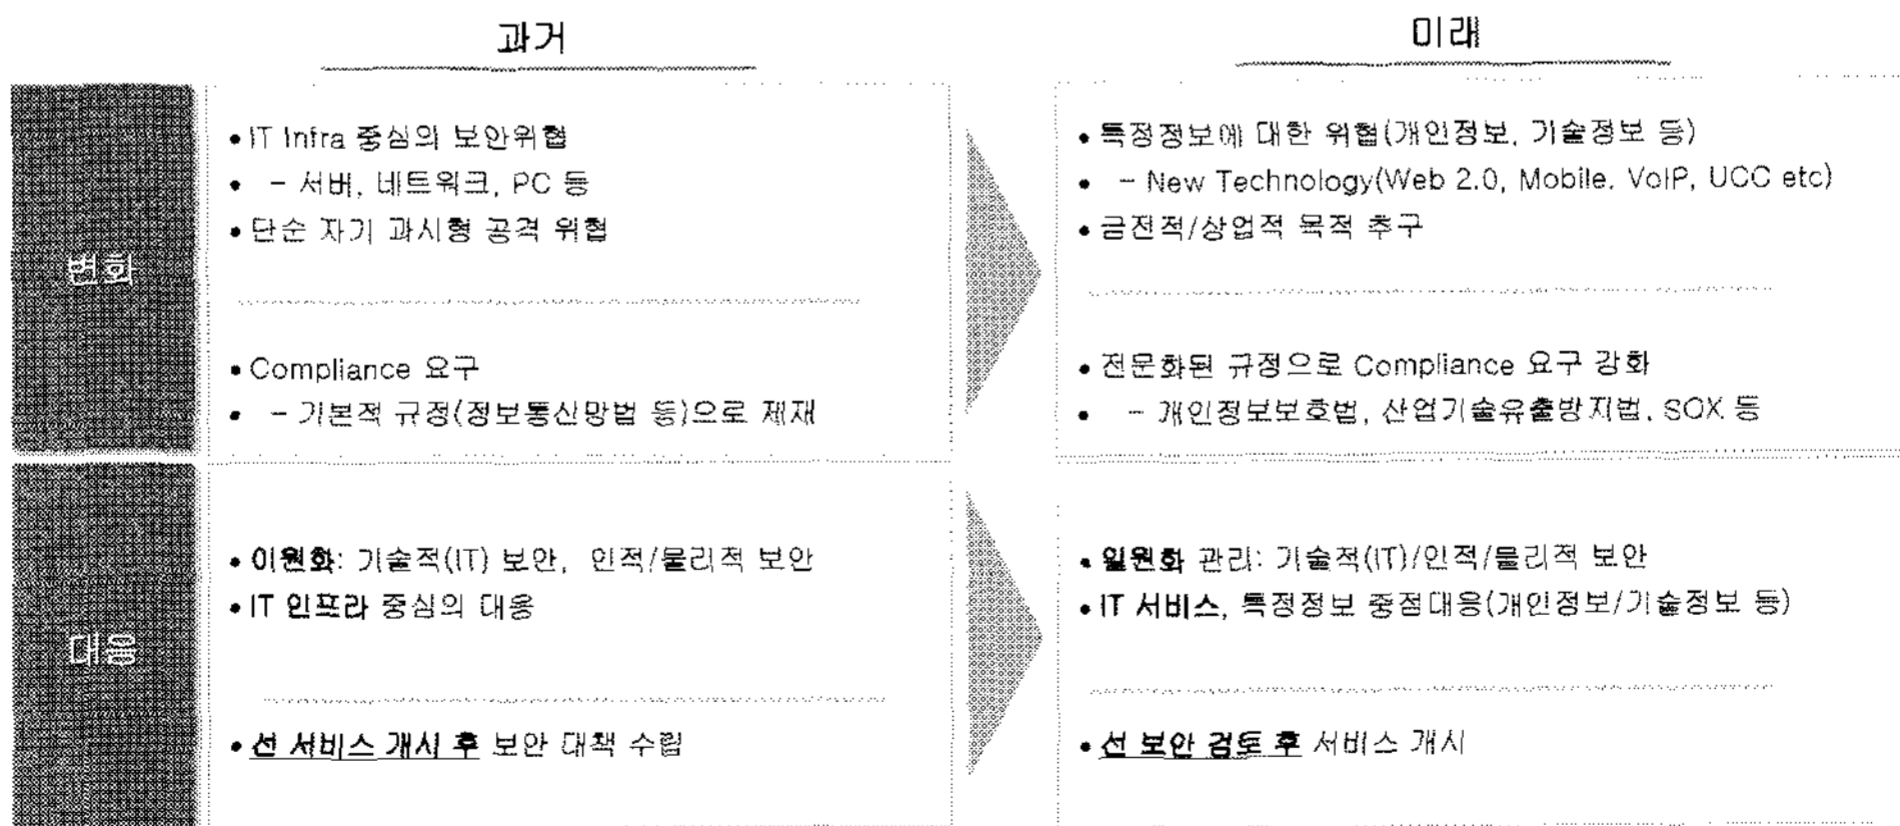 과거
미래
변화
• IT Infra 중심의 보안위협
• - 서버, 네트워크, PC 등
• 단순 자기 과시형 공격 위협
• Compliance 요구
• - 기본적 규정(정보통신망법 등)으로 제재
• 특정정보에 대한 위협(개인정보, 기술정보 등)
• - New Technology(Web 2.0, Mobile, VoIP, UCC etc)
• 금전적/상업적 목적 추구
• 전문화된 규정으로 Compliance 요구 강화
• - 개인정보보호법, 산업기술유출방지법, SOX 등
대응
• 이원화: 기술적(IT) 보안, 인적/물리적 보안
• IT 인프라 중심의 대응
• 선 서비스 개시 후 보안 대책 수립
• 일원화 관리: 기술적(IT)/인적/물리적 보안
• IT 서비스, 특정정보 중점대응(개인정보/기술정보 등)
• 선 보안 검토 후 서비스 개시